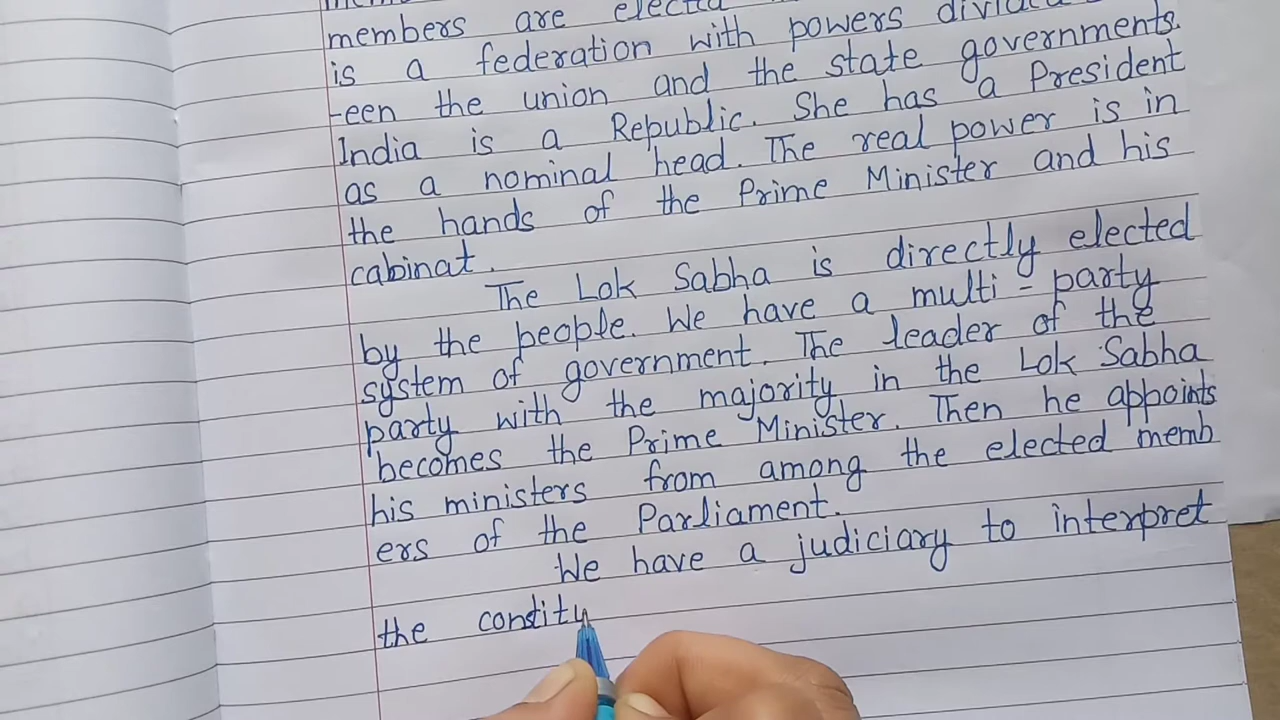 members are elected
is a federation with powers
-een the union and the state governments.
India is a Republic. She has a President
as a nominal head. The real power is in
the hands of the Prime Minister and his
cabinat.
The Lok Sabha is directly elected
by the people. We have a multi-party
system of government. The leader of the
party with the majority in the Lok Sabha
becomes the Prime Minister. Then he appoints
his ministers from among the elected memb
ers of the Parliament.
We have a judiciary to interpret
the constitu